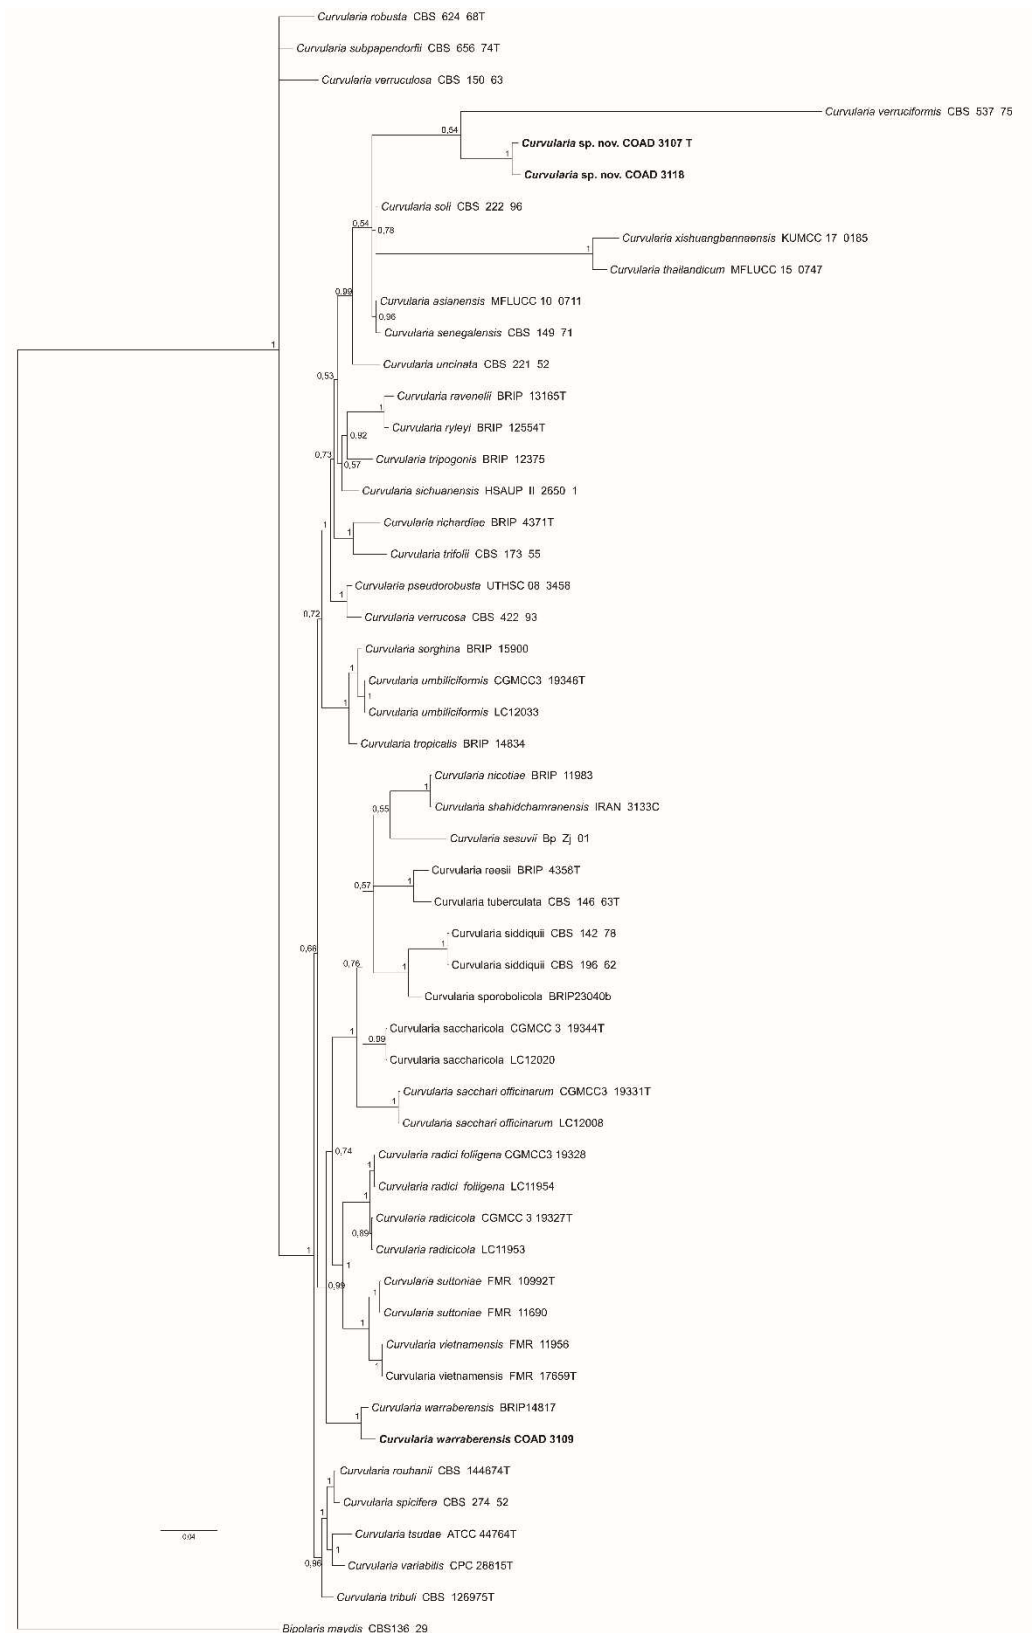 Curvularia robusta CBS 624 68T
Curvularia subpapendorfii CBS 656 74T
Curvularia verruculosa CBS 150 63
Curvularia verruciformis CBS 537 75
0,54
Curvularia sp. nov. COAD 3107 T
1
Curvularia sp. nov. COAD 3118
Curvularia soli CBS 222 96
0,54
0,78
Curvularia xishuangbannaensis KUMCC 17 0185
1
Curvularia thailandicum MFLUCC 15 0747
0,99
Curvularia asianensis MFLUCC 10 0711
0,96
Curvularia senegalensis CBS 149 71
1
Curvularia uncinata CBS 221 52
0,53
Curvularia ravenelii BRIP 13165T
1
Curvularia ryleyi BRIP 12554T
0,92
0,73
Curvularia tripogonis BRIP 12375
0,57
Curvularia sichuanensis HSAUP II 2650 1
1
Curvularia richardiae BRIP 4371T
1
Curvularia trifolii CBS 173 55
Curvularia pseudorobusta UTHSC 08 3458
1
0,72
Curvularia verrucosa CBS 422 93
Curvularia sorghina BRIP 15900
1
Curvularia umbiliciformis CGMCC3 19346T
1
1
Curvularia umbiliciformis LC12033
Curvularia tropicalis BRIP 14834
Curvularia nicotiae BRIP 11983
1
0,55
Curvularia shahidchamranensis IRAN 3133C
Curvularia sesuvii Bp Zj 01
Curvularia reesii BRIP 4358T
0,57
1
Curvularia tuberculata CBS 146 63T
Curvularia siddiquii CBS 142 78
0,66
1
0,76
1
Curvularia siddiquii CBS 196 62
Curvularia sporobolicola BRIP23040b
Curvularia saccharicola CGMCC 3 19344T
1
0.99
Curvularia saccharicola LC12020
Curvularia sacchari officinarum CGMCC3 19331T
1
Curvularia sacchari officinarum LC12008
0,74
Curvularia radici foliigena CGMCC3 19328
1
Curvularia radici foliigena LC11954
1
Curvularia radicicola CGMCC 3 19327T
0,89
1
Curvularia radicicola LC11953
1
Curvularia suttoniae FMR 10992T
0,99
1
Curvularia suttoniae FMR 11690
1
Curvularia vietnamensis FMR 11956
1
Curvularia vietnamensis FMR 17659T
Curvularia warraberensis BRIP14817
1
Curvularia warraberensis COAD 3109
Curvularia rouhanii CBS 144674T
1
Curvularia spicifera CBS 274 52
1
Curvularia tsudae ATCC 44764T
0.04
1
0,96
Curvularia variabilis CPC 28815T
Curvularia tribuli CBS 126975T
Bipolaris maydis CBS136 29